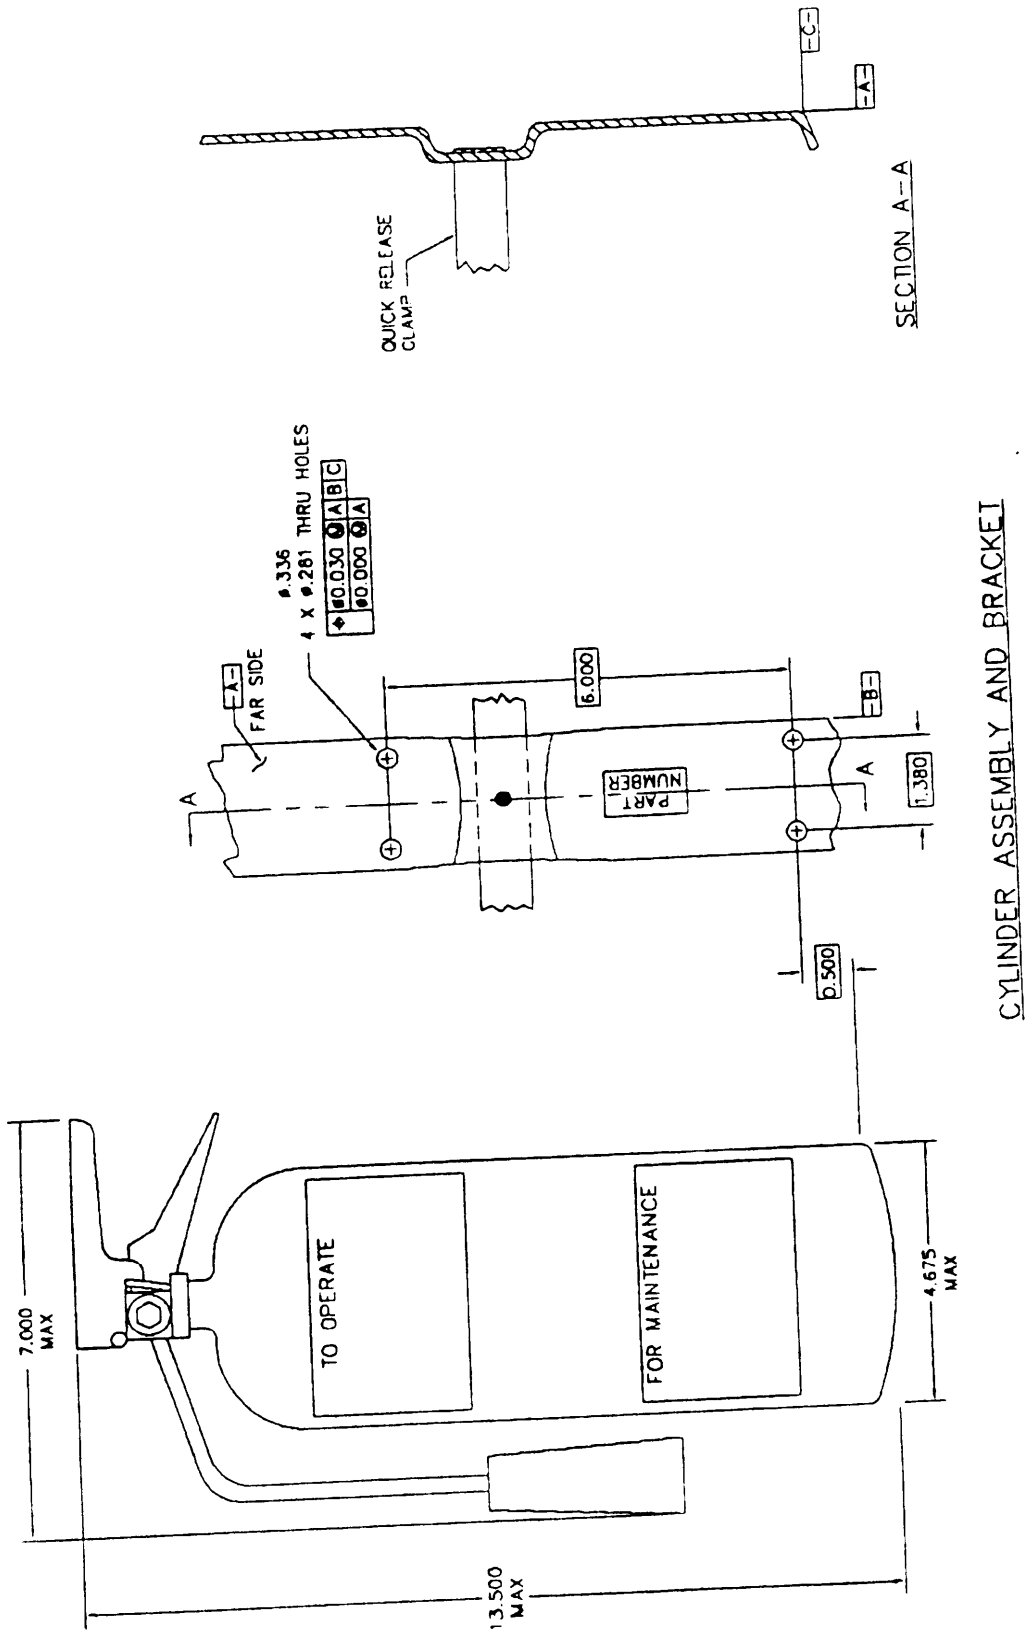 7.000
MAX
TO OPERATE
FOR MAINTENANCE
13.500
MAX
4.675
MAX
-A-
FAR SIDE
ø.336
4 X ø.281 THRU HOLES
⌖ ø0.030 Ⓜ A B C
ø0.000 Ⓜ A
A
6.000
PART
NUMBER
A
-B-
1.380
0.500
QUICK RELEASE
CLAMP
-C-
-A-
SECTION A-A
CYLINDER ASSEMBLY AND BRACKET